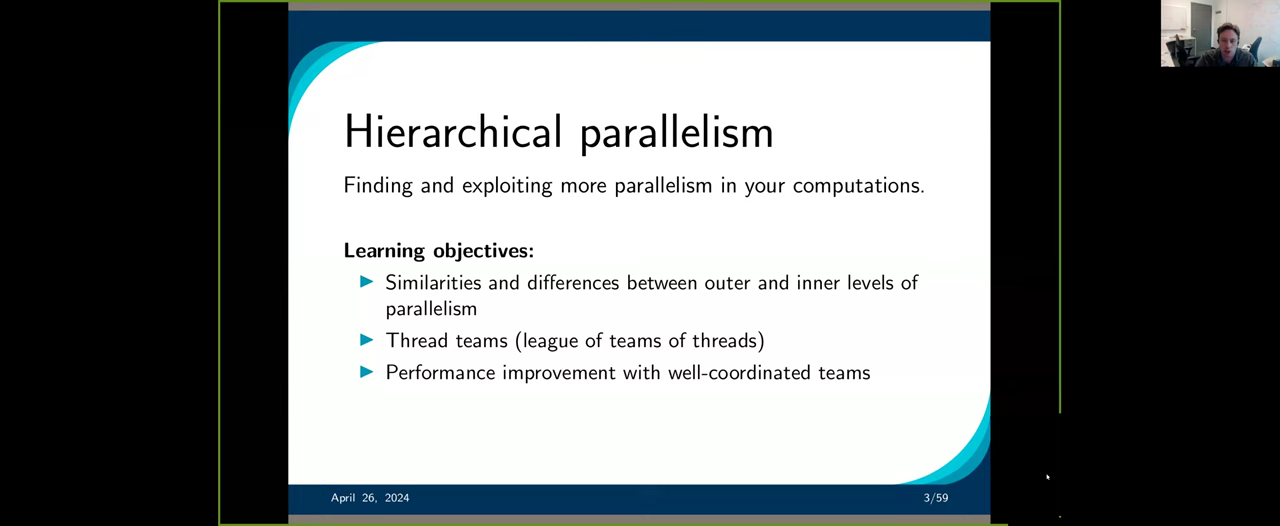 Hierarchical parallelism
Finding and exploiting more parallelism in your computations.
Learning objectives:
Similarities and differences between outer and inner levels of
parallelism
Thread teams (league of teams of threads)
Performance improvement with well-coordinated teams
April 26, 2024
3/59